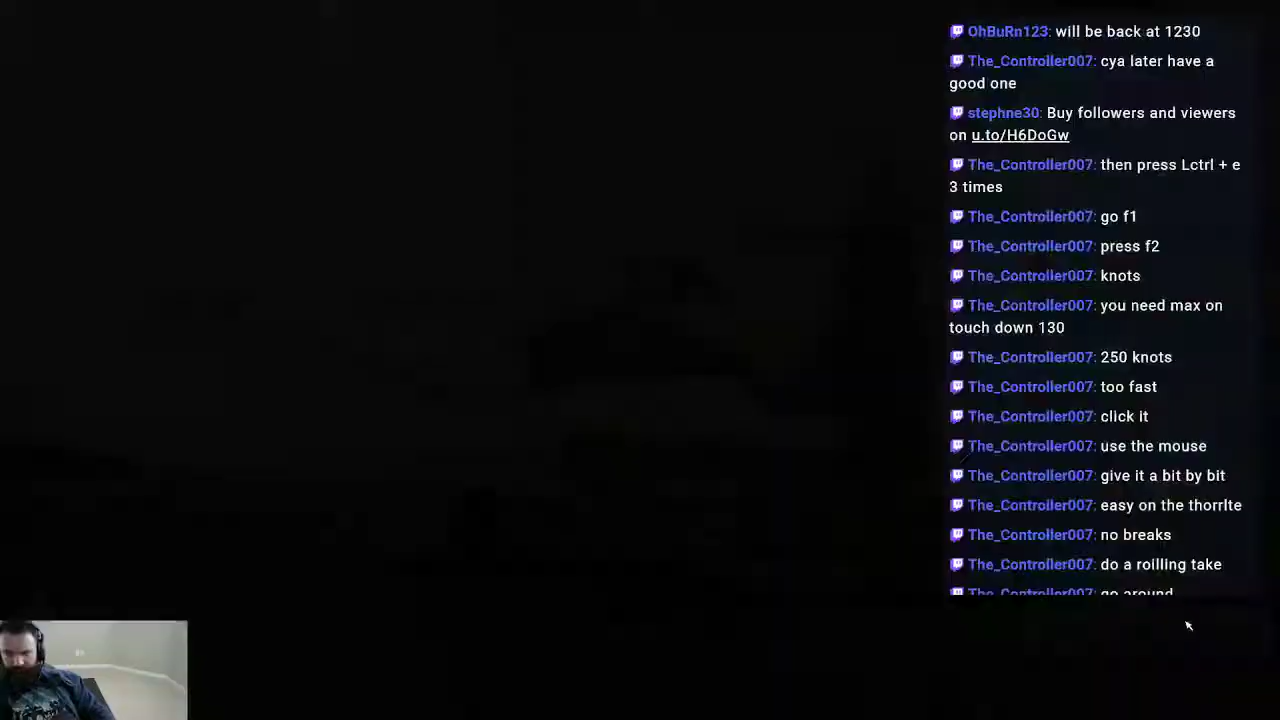 OhBuRn123: will be back at 1230
The_Controller007: cya later have a
good one
stephne30: Buy followers and viewers
on u.to/H6DoGw
The_Controller007: then press Lctrl + e
3 times
The_Controller007: go f1
The_Controller007: press f2
The_Controller007: knots
The_Controller007: you need max on
touch down 130
The_Controller007: 250 knots
The_Controller007: too fast
The_Controller007: click it
The_Controller007: use the mouse
The_Controller007: give it a bit by bit
The_Controller007: easy on the thorrlte
The_Controller007: no breaks
The_Controller007: do a roilling take
The_Controller007: go around